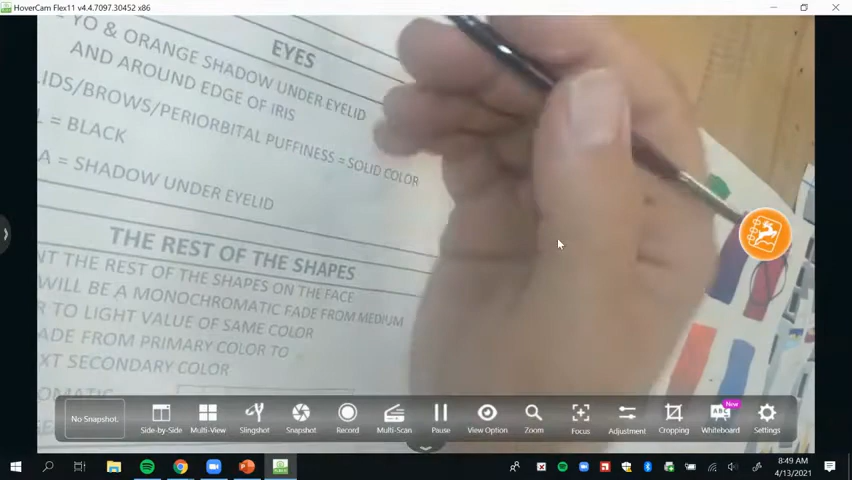 HoverCam Flex11 v4.4.7097.30452 x86
EYES
= YO & ORANGE SHADOW UNDER EYELID
AND AROUND EDGE OF IRIS
LIDS/BROWS/PERIORBITAL PUFFINESS = SOLID COLOR
L = BLACK
A = SHADOW UNDER EYELID
THE REST OF THE SHAPES
NT THE REST OF THE SHAPES ON THE FACE
WILL BE A MONOCHROMATIC FADE FROM MEDIUM
R TO LIGHT VALUE OF SAME COLOR
ADE FROM PRIMARY COLOR TO
XT SECONDARY COLOR
OMATIC
No Snapshot.
Side-by-Side
Multi-View
Slingshot
Snapshot
Record
Multi-Scan
Pause
View Option
Zoom
Focus
Adjustment
Cropping
New
ABC
Whiteboard
Settings
8:49 AM
4/13/2021